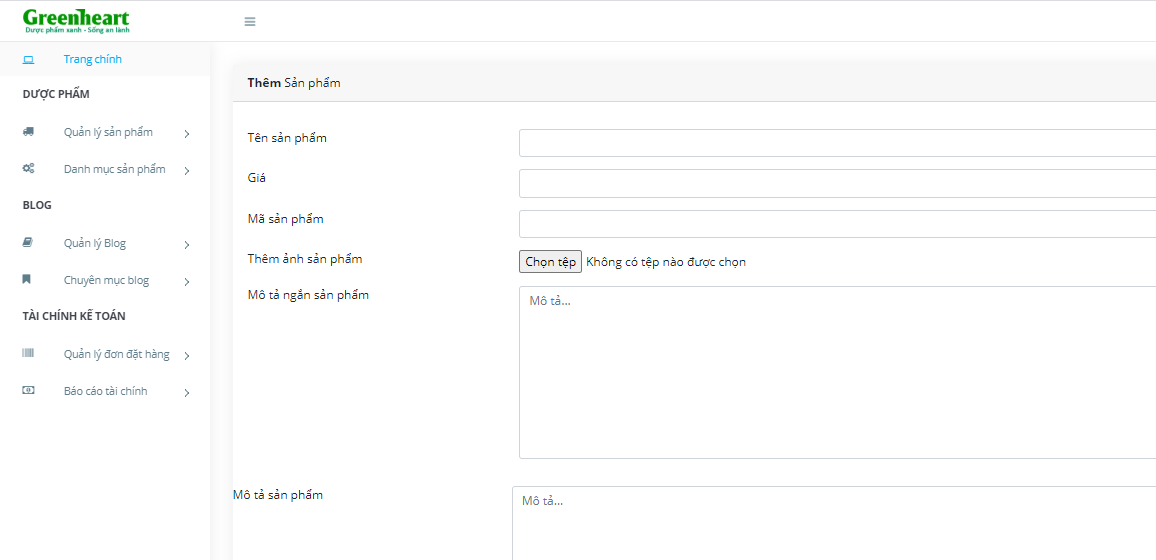 Greenheart
Dược phẩm xanh - Sống an lành
Trang chính
DƯỢC PHẨM
Quản lý sản phẩm
Danh mục sản phẩm
BLOG
Quản lý Blog
Chuyên mục blog
TÀI CHÍNH KẾ TOÁN
Quản lý đơn đặt hàng
Báo cáo tài chính
Thêm Sản phẩm
Tên sản phẩm
Giá
Mã sản phẩm
Thêm ảnh sản phẩm
Chọn tệp Không có tệp nào được chọn
Mô tả ngắn sản phẩm
Mô tả...
Mô tả sản phẩm
Mô tả...